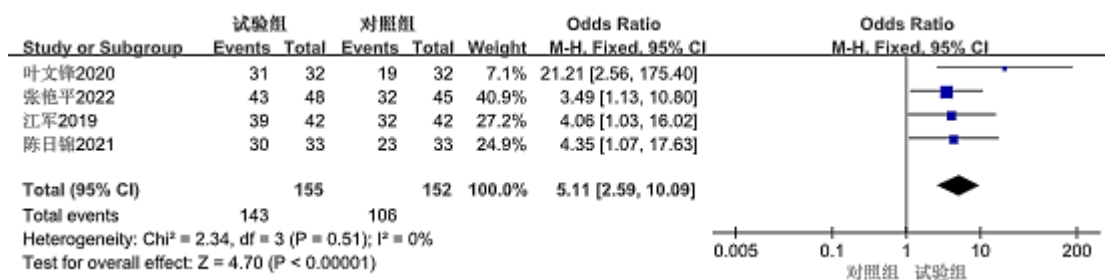 试验组 对照组 Odds Ratio Odds Ratio
Study or Subgroup Events Total Events Total Weight M-H, Fixed, 95% CI M-H, Fixed, 95% CI
叶文锋2020 31 32 19 32 7.1% 21.21 [2.56, 175.40]
张艳平2022 43 48 32 45 40.9% 3.49 [1.13, 10.80]
江军2019 39 42 32 42 27.2% 4.06 [1.03, 16.02]
陈日锦2021 30 33 23 33 24.9% 4.35 [1.07, 17.63]
Total (95% CI) 155 152 100.0% 5.11 [2.59, 10.09]
Total events 143 106
Heterogeneity: Chi² = 2.34, df = 3 (P = 0.51); I² = 0%
Test for overall effect: Z = 4.70 (P < 0.00001)
0.005 0.1 1 10 200
对照组 试验组